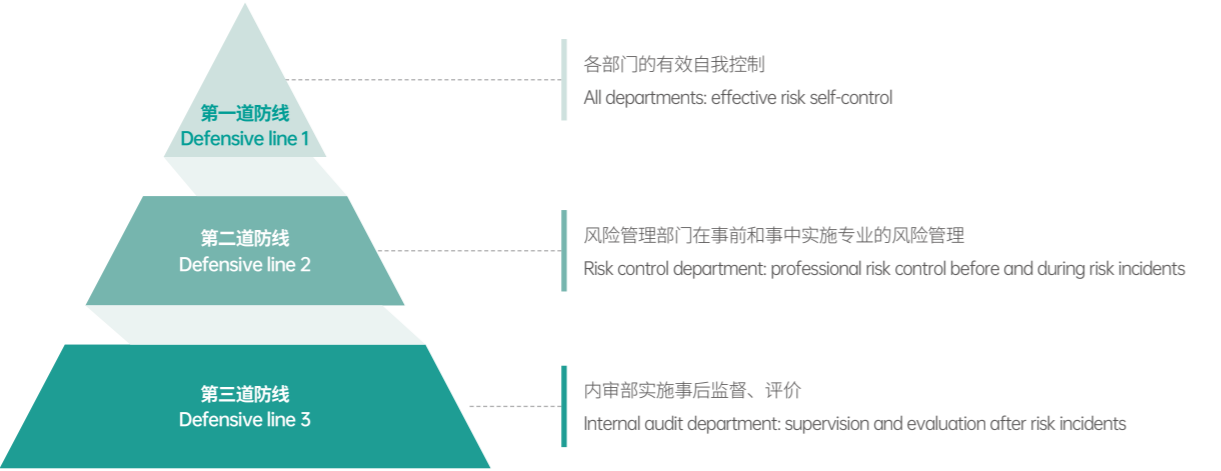 各部门的有效自我控制
All departments: effective risk self-control
第一道防线
Defensive line 1
第二道防线
Defensive line 2
风险管理部门在事前和事中实施专业的风险管理
Risk control department: professional risk control before and during risk incidents
第三道防线
Defensive line 3
内审部实施事后监督、评价
Internal audit department: supervision and evaluation after risk incidents